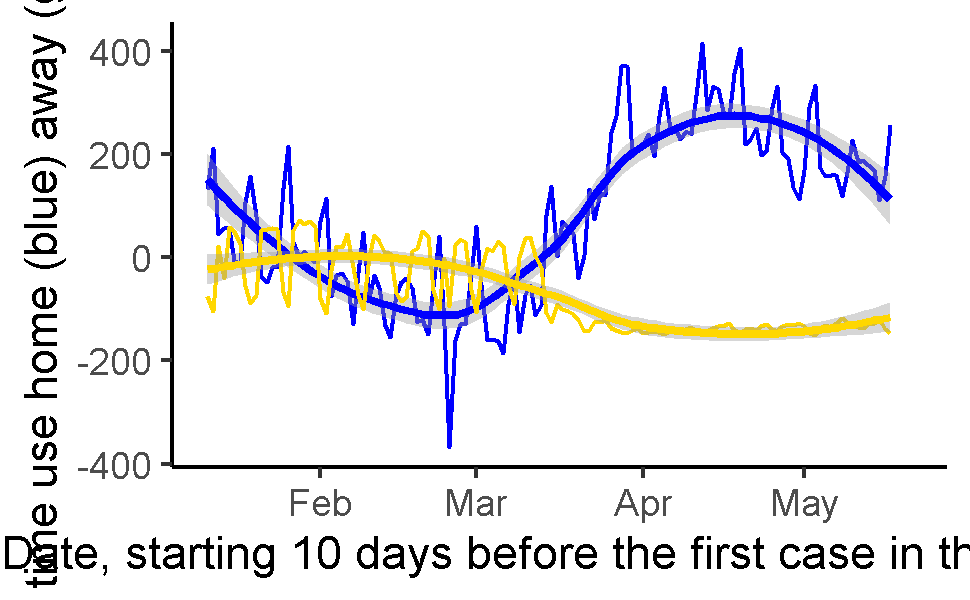 time use home (blue) away (
400
200
0
-200
-400
Feb Mar Apr May
Date, starting 10 days before the first case in th